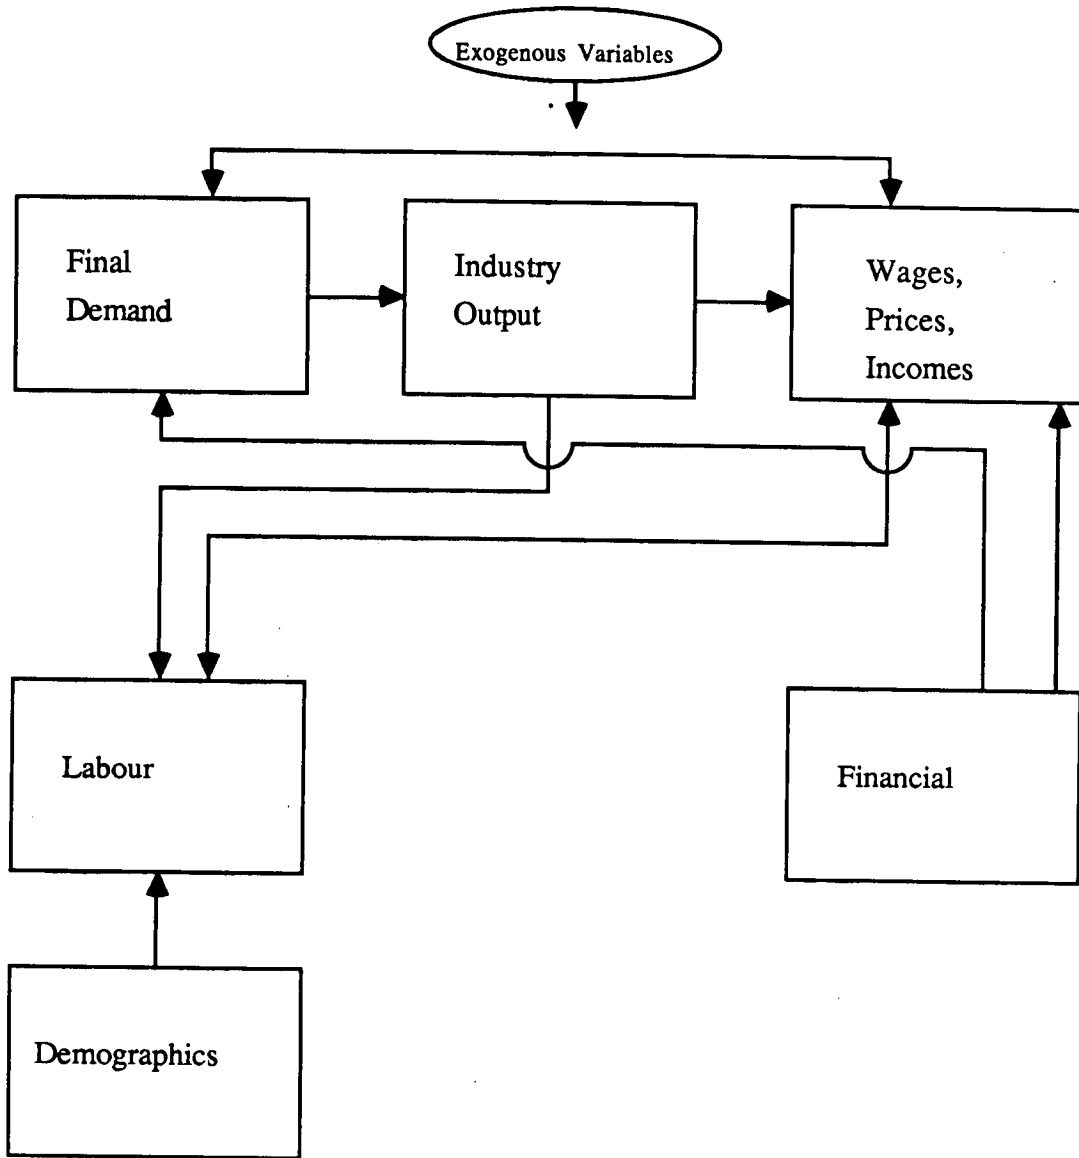 Exogenous Variables
Final
Demand
Industry
Output
Wages,
Prices,
Incomes
Labour
Financial
Demographics